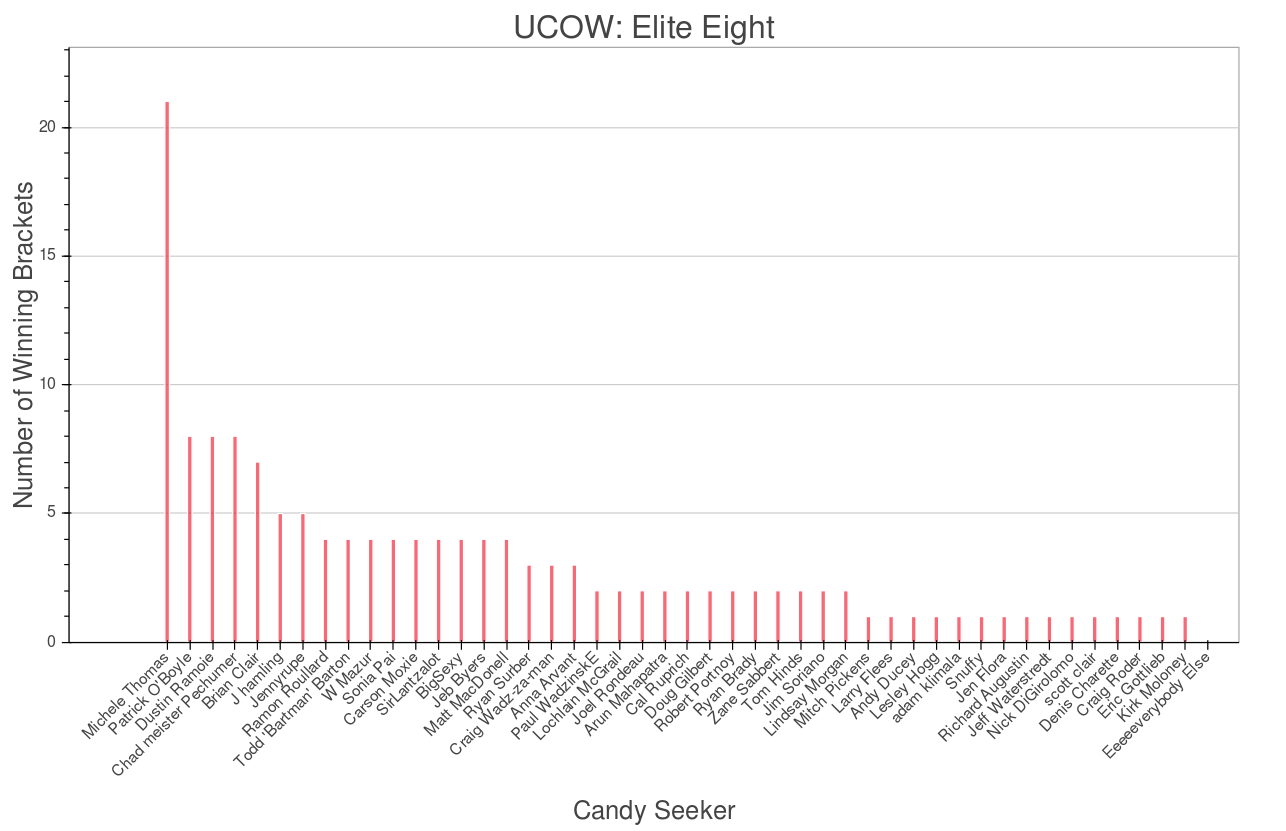 UCOW: Elite Eight
Number of Winning Brackets
20
15
10
5
0
Michele Thomas
Patrick O'Boyle
Dustin Ramoie
Chad meister Pechumer
Brian Clair
J hamling
Jennyrupe
Ramon Roullard
Todd 'Bartman' Barton
W Mazur
Sonia Pai
Carson Moxie
SirLantzalot
BigSexy
Jeb Byers
Matt MacDonell
Ryan Surber
Craig Wadz-za-man
Anna Arvant
Paul WadzinskE
Lochlain McGrail
Joel Rondeau
Arun Mahapatra
Cal Ruprich
Doug Gilbert
Robert Portnoy
Ryan Brady
Zane Sabbert
Tom Hinds
Jim Soriano
Lindsay Morgan
Mitch Pickens
Larry Flees
Andy Ducey
Lesley Hogg
adam klimala
Snuffy
Jen Flora
Richard Augustin
Jeff Waterstredt
Nick DiGirolomo
scott clair
Denis Charette
Craig Roder
Eric Gottlieb
Kirk Moloney
Eeeeeverybody Else
Candy Seeker